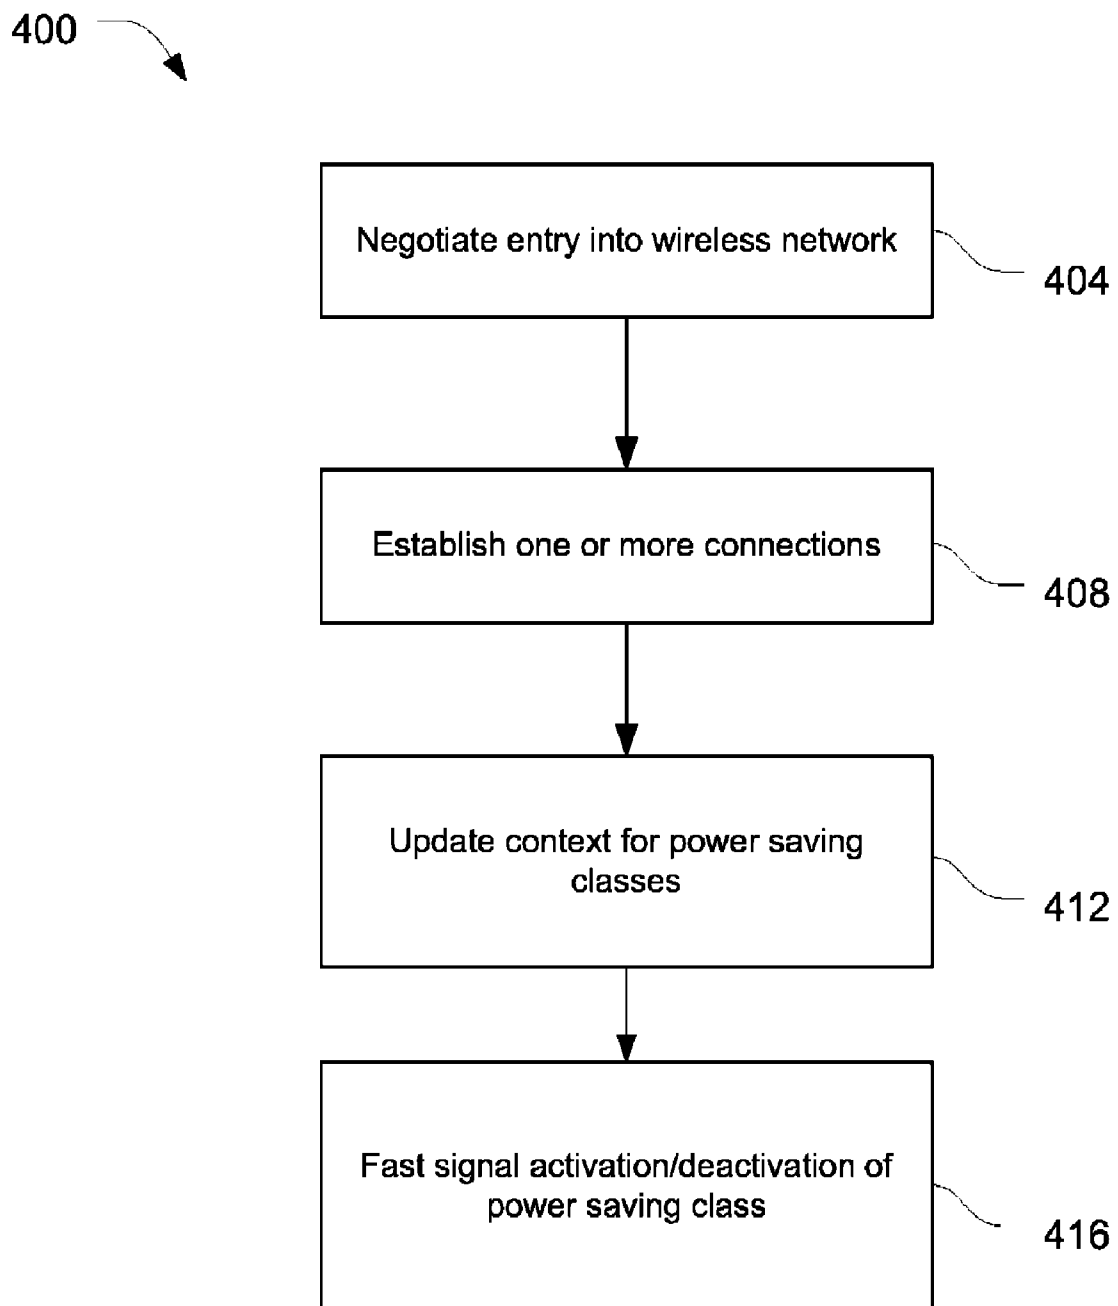 400
Negotiate entry into wireless network
404
Establish one or more connections
408
Update context for power saving
classes
412
Fast signal activation/deactivation of
power saving class
416